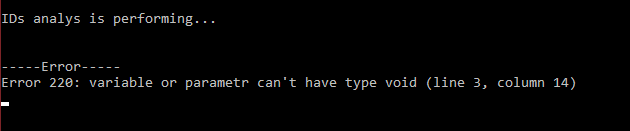 IDs analys is performing...
-----Error-----
Error 220: variable or parametr can't have type void (line 3, column 14)